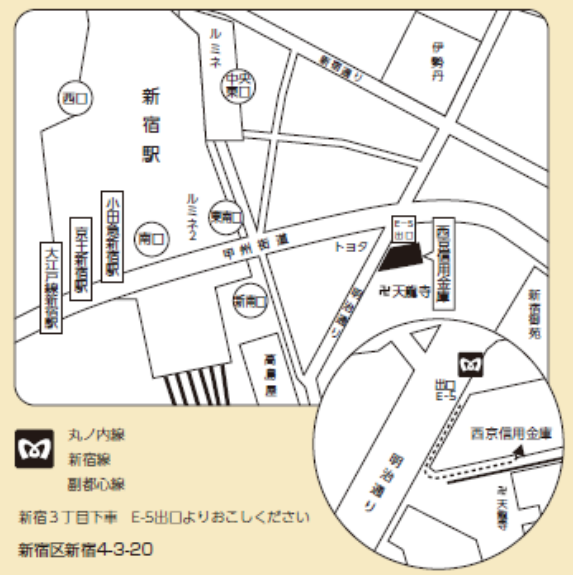 ルミネ
新宿通り
伊勢丹
中央
東口
西口
新宿駅
小田急新宿駅
京王新宿駅
大江戸線新宿駅
南口
ルミネ2
東南口
甲州街道
トヨタ
E-5
出口
西京信用金庫
卍天龍寺
明治通り
新宿御苑
新南口
高島屋
出口
E-5
西京信用金庫
明治通り
卍天龍寺
丸ノ内線
新宿線
副都心線
新宿3丁目下車 E-5出口よりおこしください
新宿区新宿4-3-20